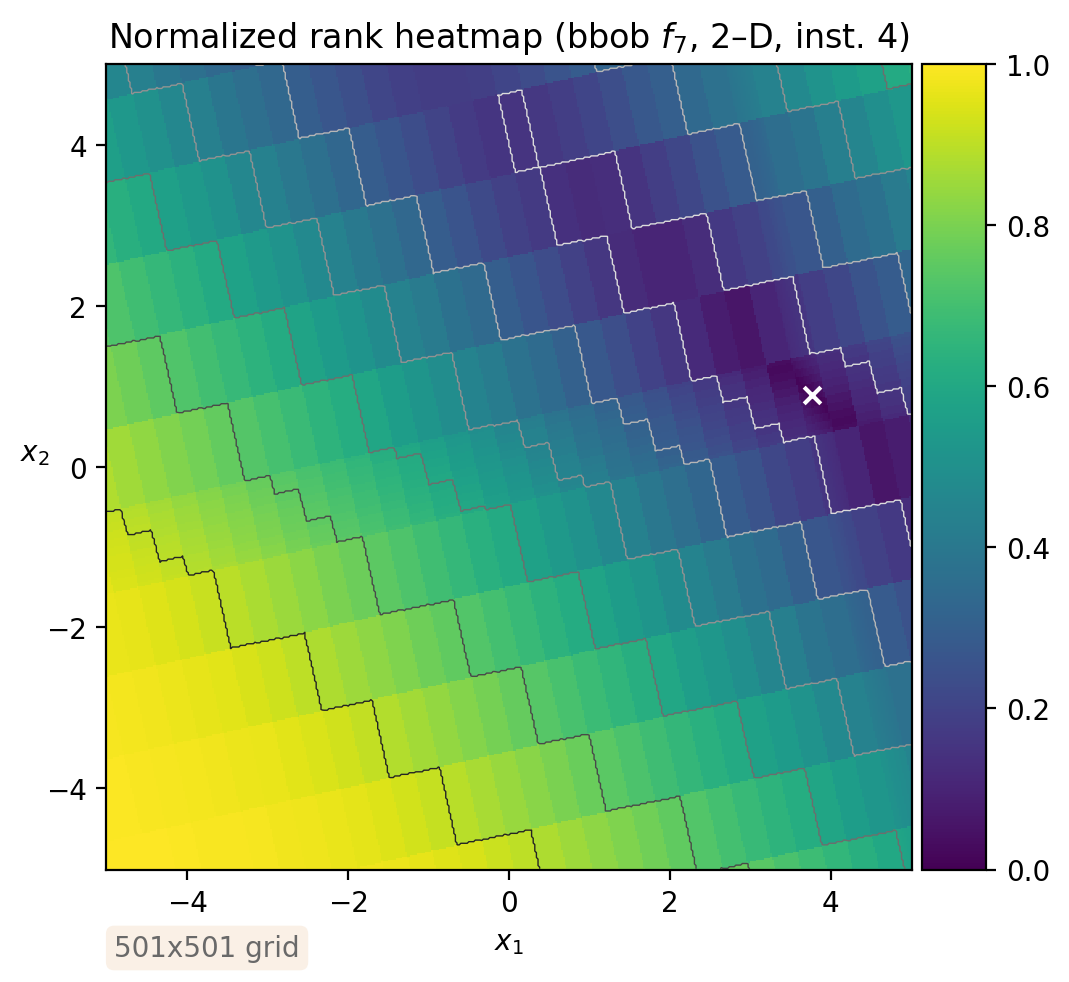 Normalized rank heatmap (bbob f₇, 2–D, inst. 4)
1.0
0.8
0.6
0.4
0.2
0.0
4
2
0
−2
−4
x₂
−4 −2 0 2 4
x₁
501x501 grid